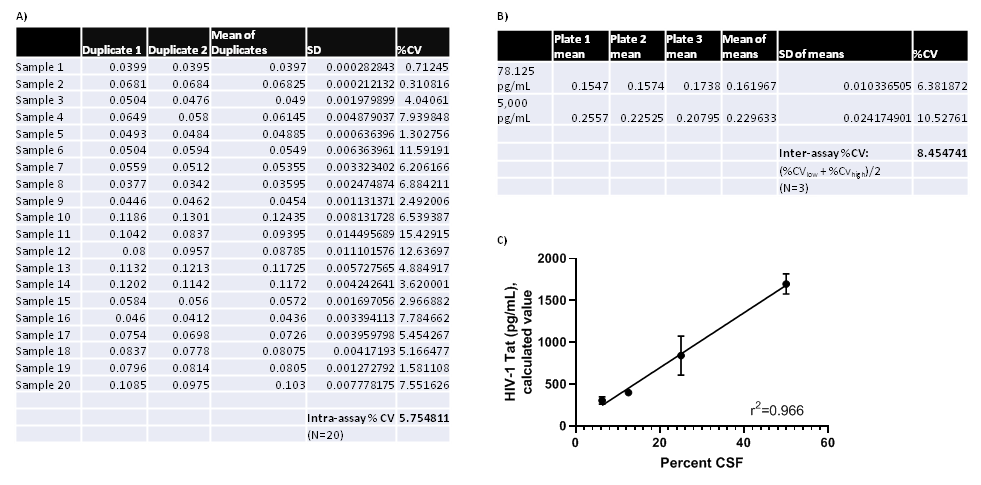 A)
Duplicate 1 Duplicate 2 Mean of Duplicates SD %CV
Sample 1 0.0399 0.0395 0.0397 0.000282843 0.71245
Sample 2 0.0681 0.0684 0.06825 0.000212132 0.310816
Sample 3 0.0504 0.0476 0.049 0.001979899 4.04061
Sample 4 0.0649 0.058 0.06145 0.004879037 7.939848
Sample 5 0.0493 0.0484 0.04885 0.000636396 1.302756
Sample 6 0.0504 0.0594 0.0549 0.006363961 11.59191
Sample 7 0.0559 0.0512 0.05355 0.003323402 6.206166
Sample 8 0.0377 0.0342 0.03595 0.002474874 6.884211
Sample 9 0.0446 0.0462 0.0454 0.001131371 2.492006
Sample 10 0.1186 0.1301 0.12435 0.008131728 6.539387
Sample 11 0.1042 0.0837 0.09395 0.014495689 15.42915
Sample 12 0.08 0.0957 0.08785 0.011101576 12.63697
Sample 13 0.1132 0.1213 0.11725 0.005727565 4.884917
Sample 14 0.1202 0.1142 0.1172 0.004242641 3.620001
Sample 15 0.0584 0.056 0.0572 0.001697056 2.966882
Sample 16 0.046 0.0412 0.0436 0.003394113 7.784662
Sample 17 0.0754 0.0698 0.0726 0.003959798 5.454267
Sample 18 0.0837 0.0778 0.08075 0.00417193 5.166477
Sample 19 0.0796 0.0814 0.0805 0.001272792 1.581108
Sample 20 0.1085 0.0975 0.103 0.007778175 7.551626
Intra-assay % CV 5.754811
(N=20)
B)
Plate 1 mean Plate 2 mean Plate 3 mean Mean of means SD of means %CV
78.125 pg/mL 0.1547 0.1574 0.1738 0.161967 0.010336505 6.381872
5,000 pg/mL 0.2557 0.22525 0.20795 0.229633 0.024174901 10.52761
Inter-assay %CV: 8.454741
(%CVlow + %CVhigh)/2
(N=3)
C)
HIV-1 Tat (pg/mL),
calculated value
2000
1500
1000
500
0
r²=0.966
0 20 40 60
Percent CSF